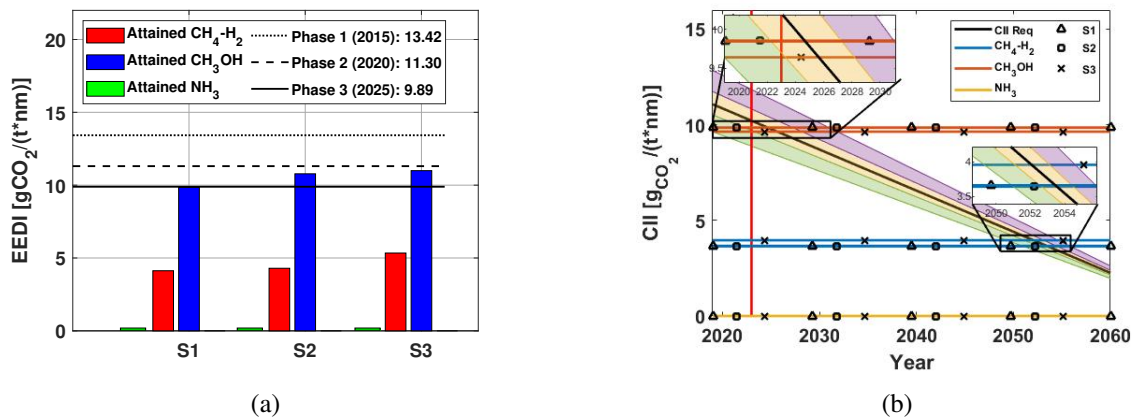 EEDI [gCO2/(t*nm)]
20
15
10
5
0
Attained CH4-H2
Attained CH3OH
Attained NH3
Phase 1 (2015): 13.42
Phase 2 (2020): 11.30
Phase 3 (2025): 9.89
S1 S2 S3
(a)
CII [gCO2/(t*nm)]
15
10
5
0
10
9.5
2020 2022 2024 2026 2028 2030
CII Req
CH4-H2
CH3OH
NH3
S1
S2
S3
4
3.5
2050 2052 2054
2020 2030 2040 2050 2060
Year
(b)